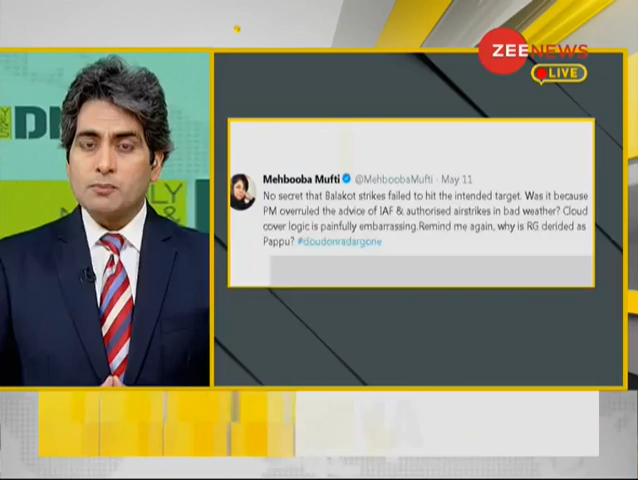 ZEE NEWS
LIVE
DI
LY
&
Mehbooba Mufti @MehboobaMufti · May 11
No secret that Balakot strikes failed to hit the intended target. Was it because
PM overruled the advice of IAF & authorised airstrikes in bad weather? Cloud
cover logic is painfully embarrassing.Remind me again, why is RG derided as
Pappu? #cloudonradargone